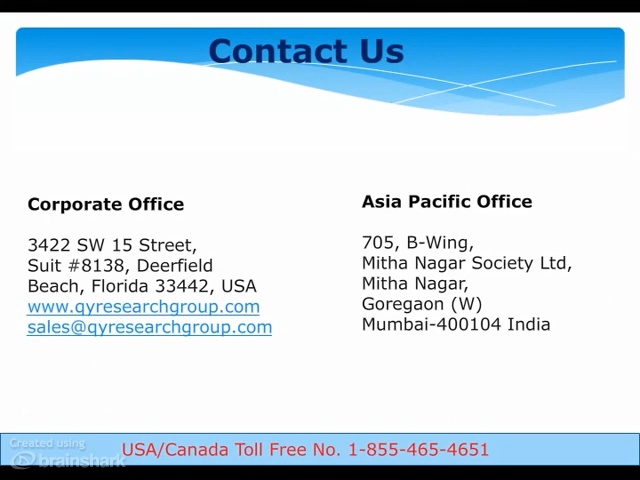 Contact Us
Corporate Office
3422 SW 15 Street,
Suit #8138, Deerfield
Beach, Florida 33442, USA
www.qyresearchgroup.com
sales@qyresearchgroup.com
Asia Pacific Office
705, B-Wing,
Mitha Nagar Society Ltd,
Mitha Nagar,
Goregaon (W)
Mumbai-400104 India
USA/Canada Toll Free No. 1-855-465-4651
Created using
brainshark